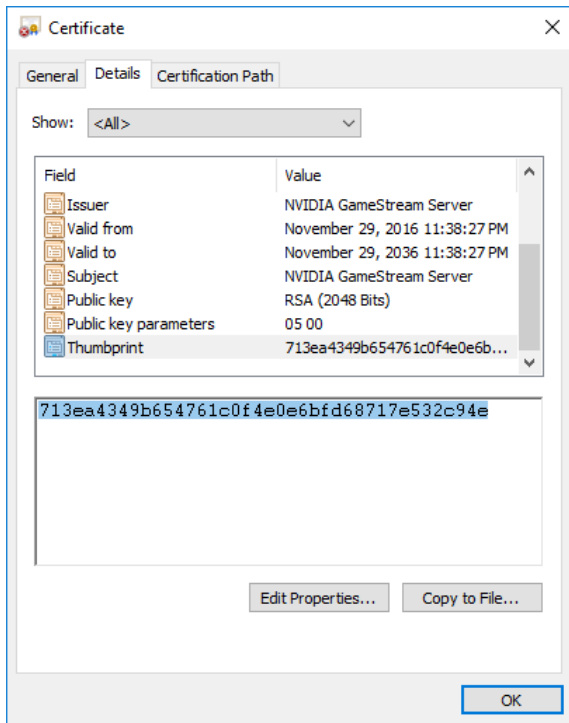 Certificate
General Details Certification Path
Show: <All>
Field Value
Issuer NVIDIA GameStream Server
Valid from November 29, 2016 11:38:27 PM
Valid to November 29, 2036 11:38:27 PM
Subject NVIDIA GameStream Server
Public key RSA (2048 Bits)
Public key parameters 05 00
Thumbprint 713ea4349b654761c0f4e0e6b...
713ea4349b654761c0f4e0e6bfd68717e532c94e
Edit Properties... Copy to File...
OK